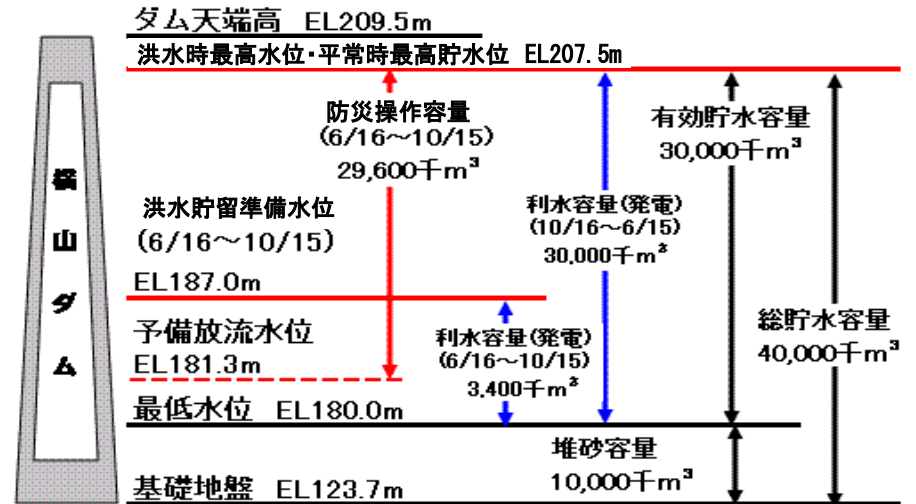 ダム天端高 EL209.5m
洪水時最高水位・平常時最高貯水位 EL207.5m
防災操作容量
(6/16～10/15)
29,600千m³
有効貯水容量
30,000千m³
洪水貯留準備水位
(6/16～10/15)
EL187.0m
利水容量(発電)
(10/16～6/15)
30,000千m³
横山ダム
予備放流水位
EL181.3m
利水容量(発電)
(6/16～10/15)
3,400千m³
総貯水容量
40,000千m³
最低水位 EL180.0m
堆砂容量
10,000千m³
基礎地盤 EL123.7m